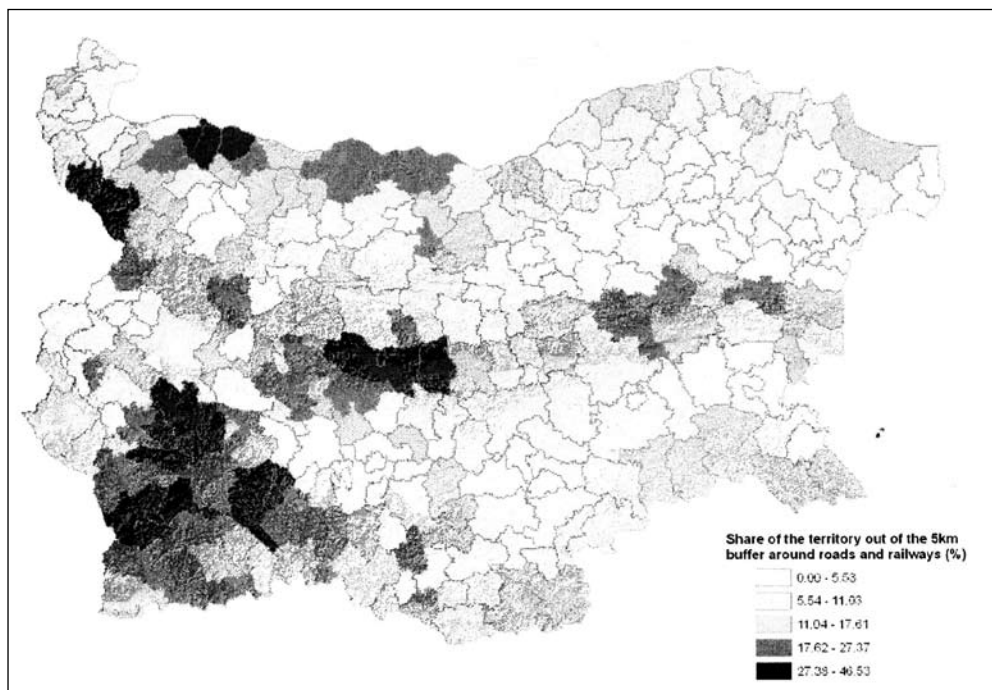 Share of the territory out of the 5km
buffer around roads and railways (%)
0.00 - 5.53
5.54 - 11.03
11.04 - 17.61
17.62 - 27.37
27.38 - 46.53